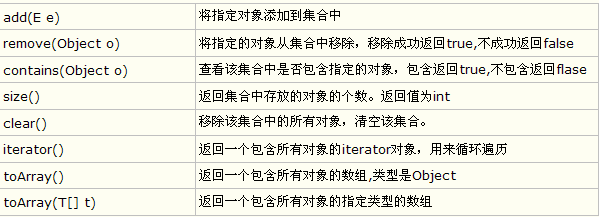 add(E e) 将指定对象添加到集合中
remove(Object o) 将指定的对象从集合中移除，移除成功返回true,不成功返回false
contains(Object o) 查看该集合中是否包含指定的对象，包含返回true,不包含返回flase
size() 返回集合中存放的对象的个数。返回值为int
clear() 移除该集合中的所有对象，清空该集合。
iterator() 返回一个包含所有对象的iterator对象，用来循环遍历
toArray() 返回一个包含所有对象的数组,类型是Object
toArray(T[] t) 返回一个包含所有对象的指定类型的数组